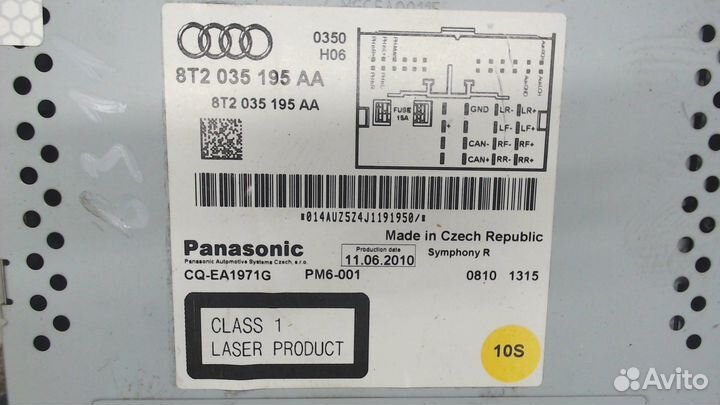 0350
H06
8T2 035 195 AA
8T2 035 195 AA
FUSE
15A
GND LR- LR+
+ LF- LF+
CAN- RF- RF+
CAN+ RR- RR+
*014AUZ5Z4J1191950/*
Made in Czech Republic
Panasonic
Panasonic Automotive Systems Czech, s.r.o.
Production date
11.06.2010
Symphony R
CQ-EA1971G PM6-001 0810 1315
CLASS 1
LASER PRODUCT
10S
631
Avito